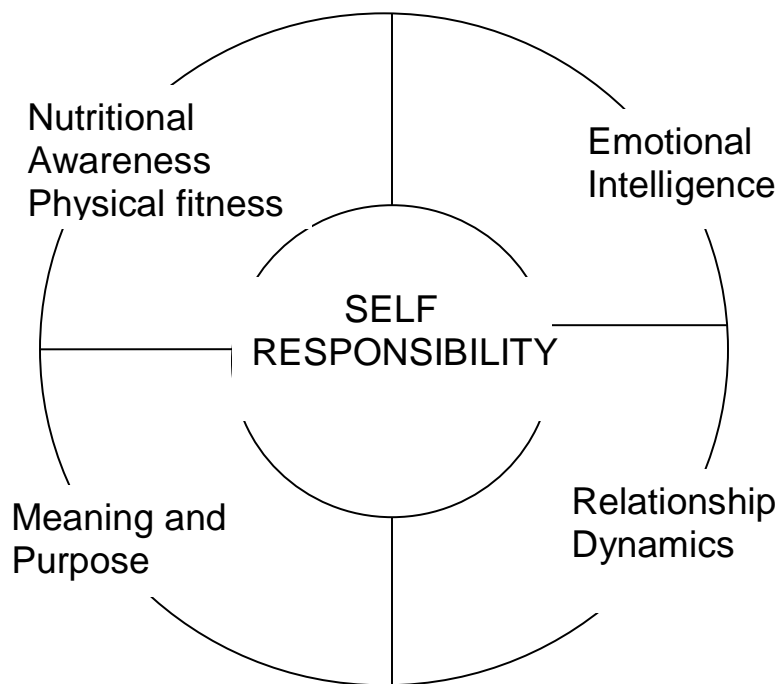 Nutritional
Awareness
Physical fitness
Emotional
Intelligence
SELF
RESPONSIBILITY
Meaning and
Purpose
Relationship
Dynamics